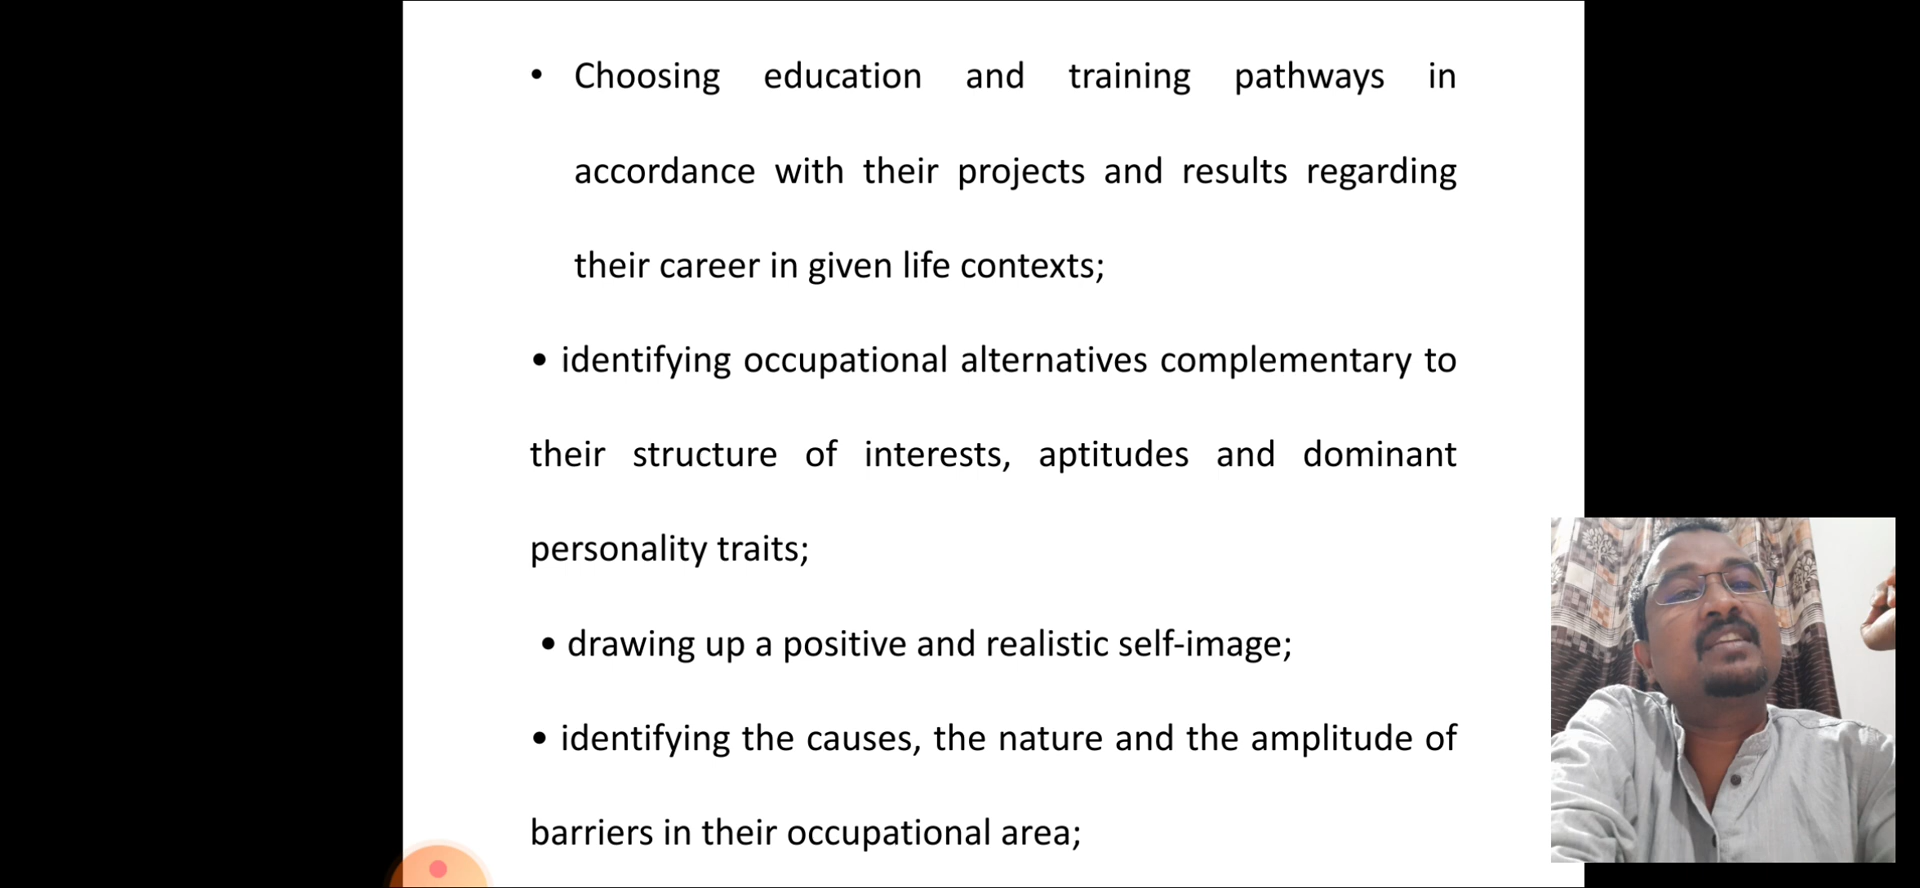 • Choosing education and training pathways in
accordance with their projects and results regarding
their career in given life contexts;
• identifying occupational alternatives complementary to
their structure of interests, aptitudes and dominant
personality traits;
• drawing up a positive and realistic self-image;
• identifying the causes, the nature and the amplitude of
barriers in their occupational area;